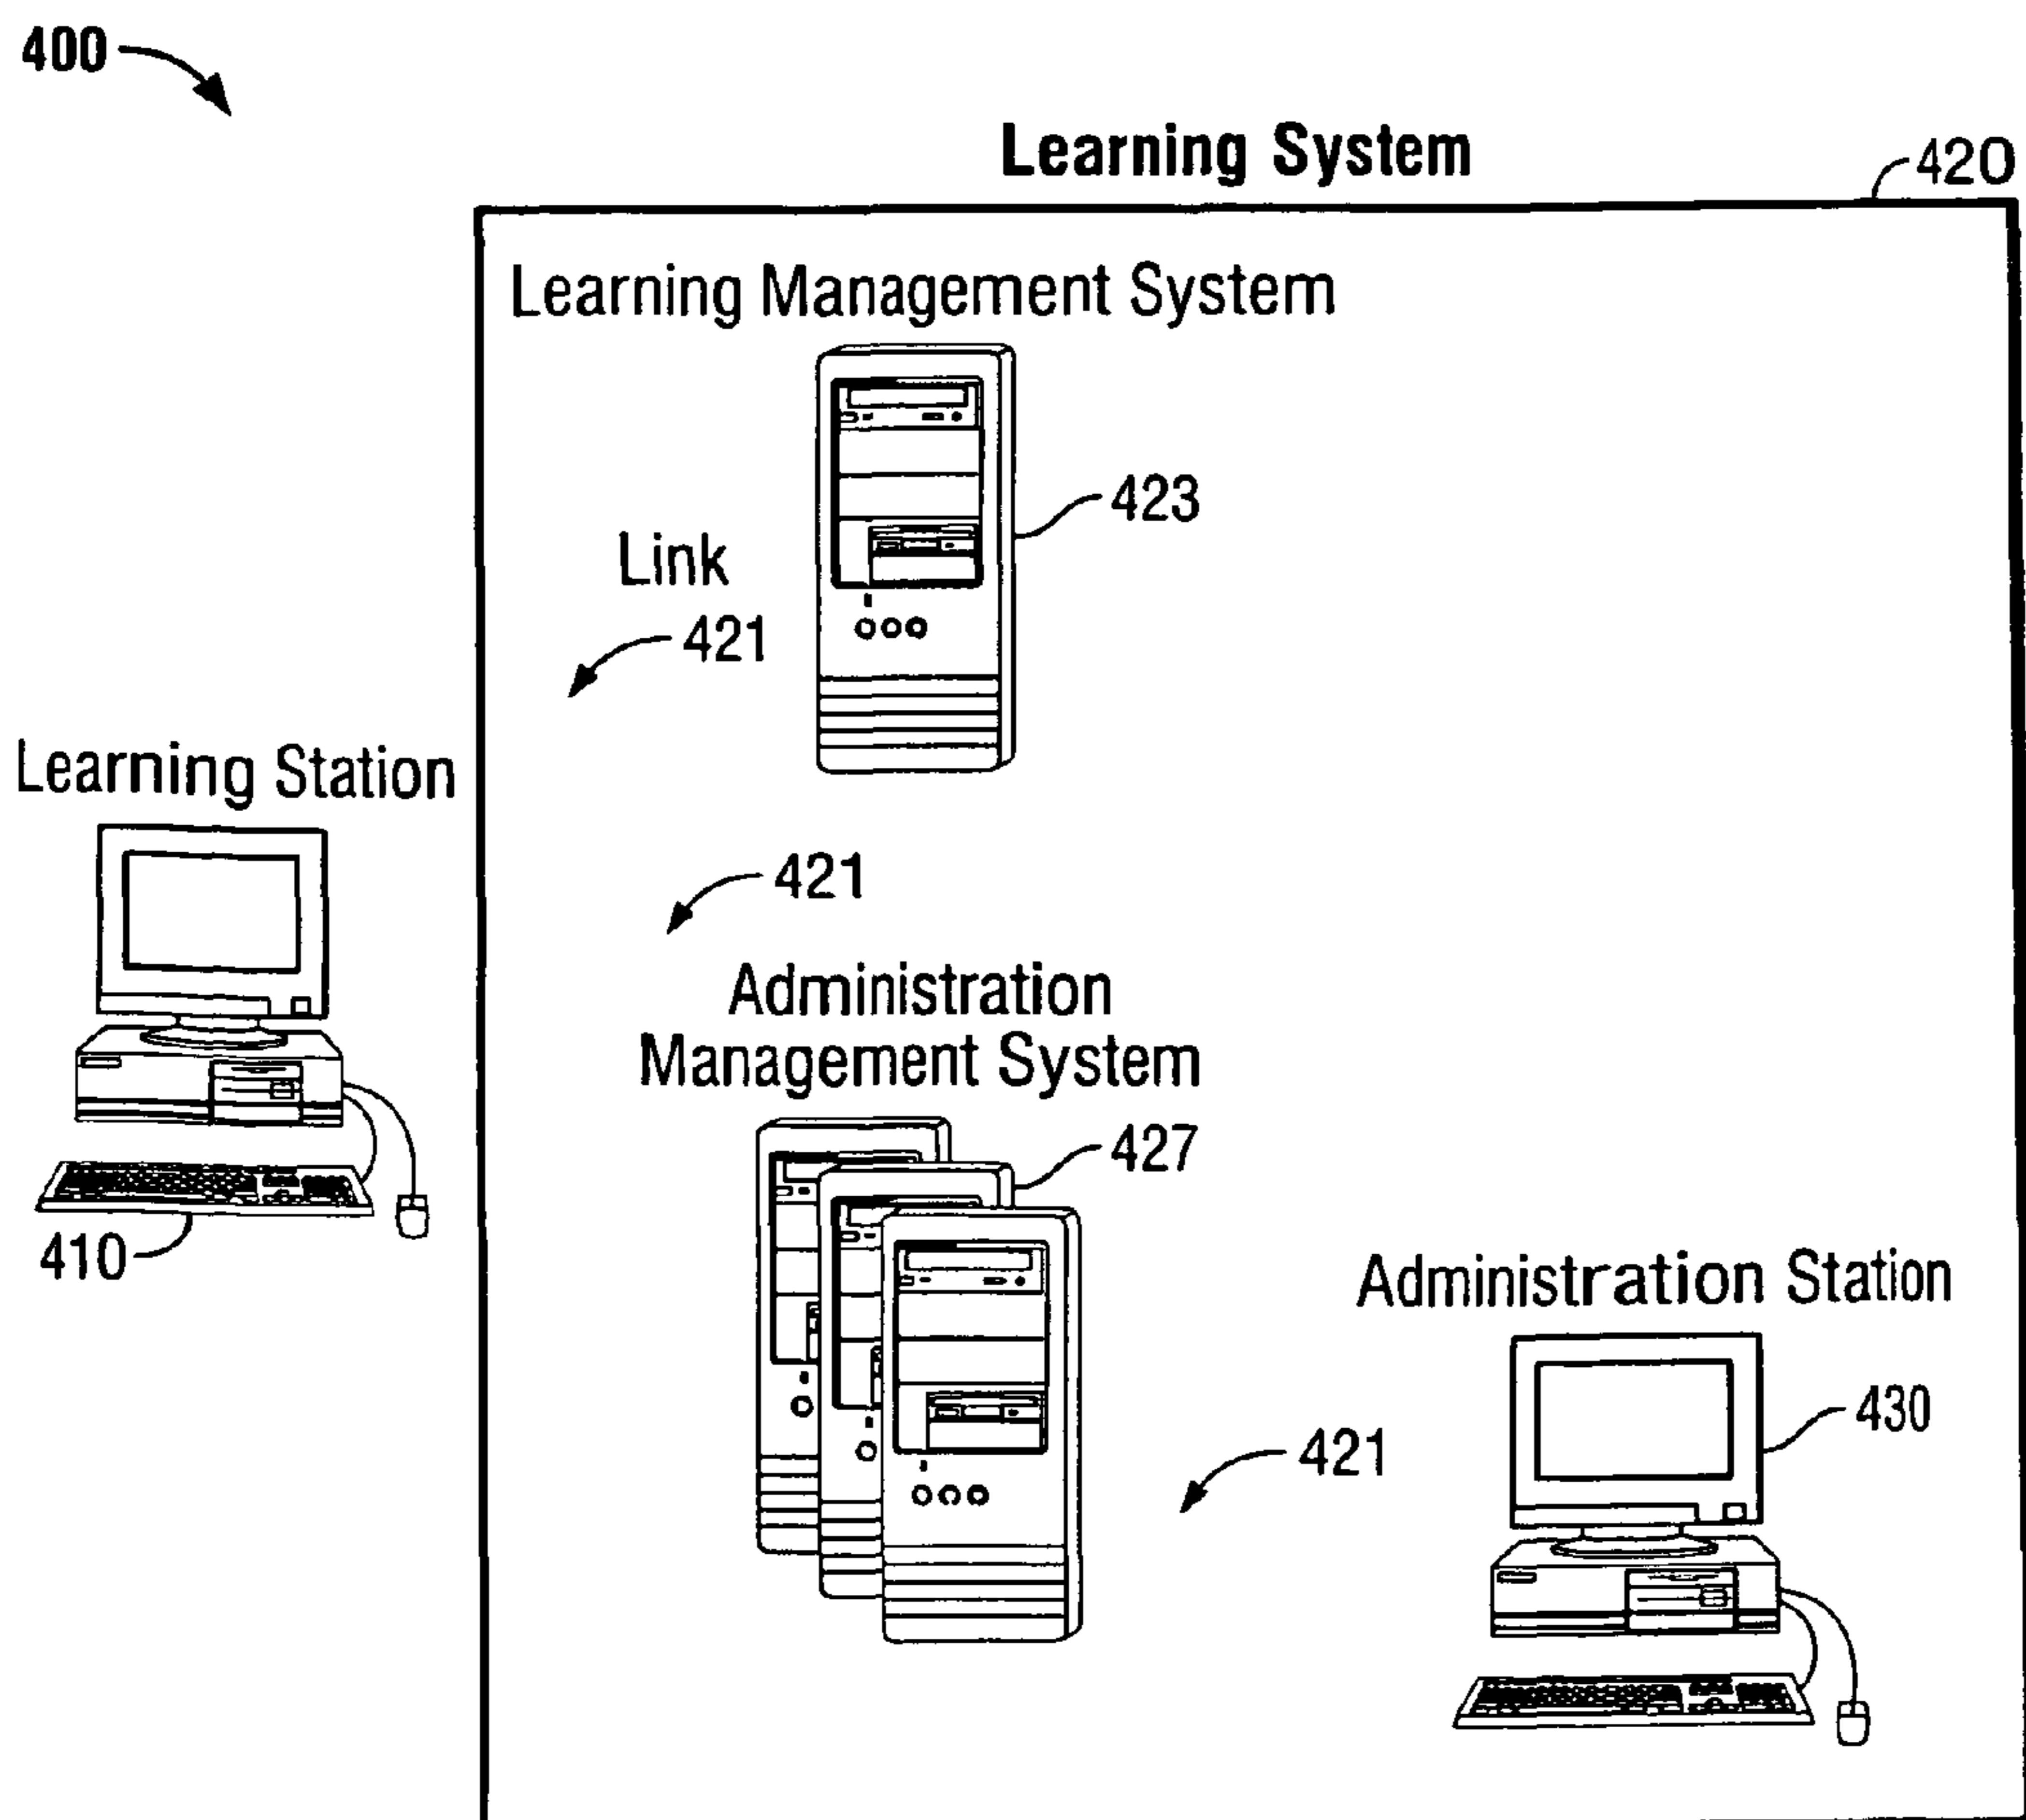 400
Learning System
420
Learning Management System
423
Link
421
Learning Station
421
Administration
Management System
427
410
Administration Station
430
421